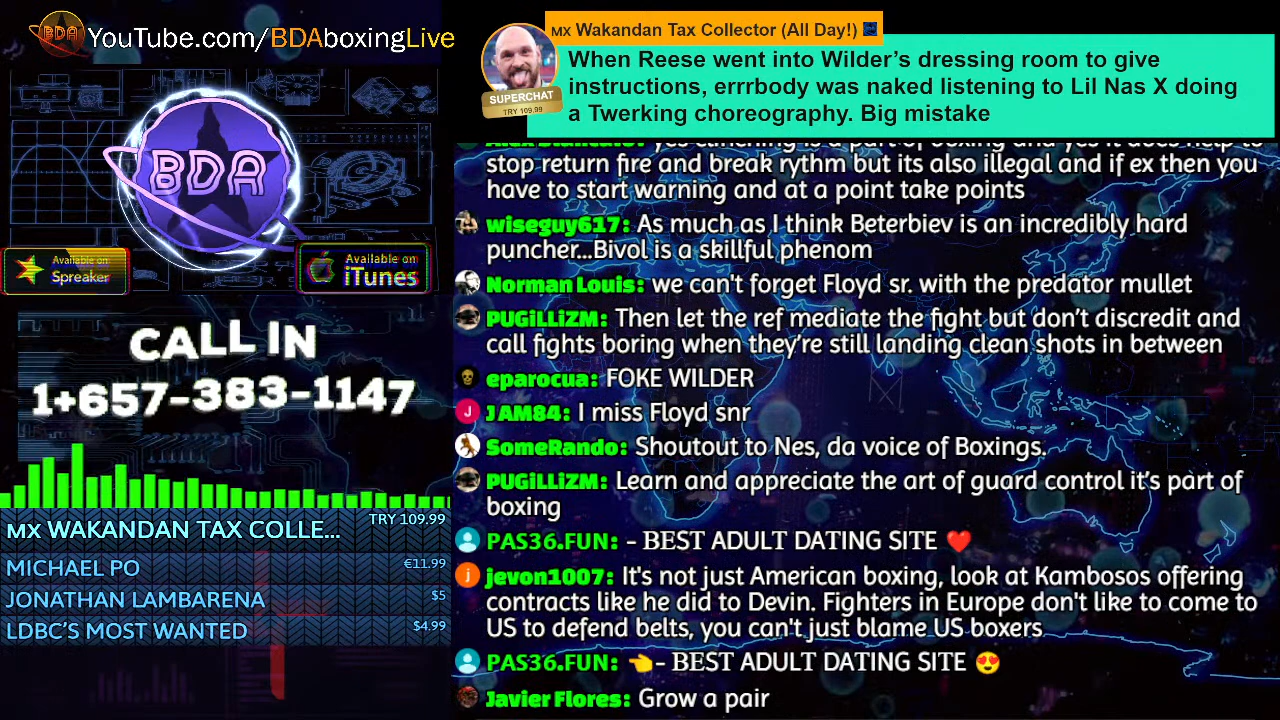 BDA
YouTube.com/BDAboxingLive
BDA
Available on
Spreaker
Available on
iTunes
CALL IN
1+657-383-1147
MX WAKANDAN TAX COLLE...
TRY 109.99
MICHAEL PO
€11.99
JONATHAN LAMBARENA
$5
LDBC'S MOST WANTED
$4.99
MX Wakandan Tax Collector (All Day!)
SUPERCHAT
TRY 109.99
When Reese went into Wilder's dressing room to give
instructions, errrbody was naked listening to Lil Nas X doing
a Twerking choreography. Big mistake
stop return fire and break rythm but its also illegal and if ex then you
have to start warning and at a point take points
wiseguy617: As much as I think Beterbiev is an incredibly hard
puncher...Bivol is a skillful phenom
Norman Louis: we can't forget Floyd sr. with the predator mullet
PUGiLLiZM: Then let the ref mediate the fight but don't discredit and
call fights boring when they're still landing clean shots in between
eparocua: FOKE WILDER
J
JAM84: I miss Floyd snr
SomeRando: Shoutout to Nes, da voice of Boxings.
PUGiLLiZM: Learn and appreciate the art of guard control it's part of
boxing
PAS36.FUN: - BEST ADULT DATING SITE ❤️
j
jevon1007: It's not just American boxing, look at Kambosos offering
contracts like he did to Devin. Fighters in Europe don't like to come to
US to defend belts, you can't just blame US boxers
PAS36.FUN: 👈- BEST ADULT DATING SITE 😍
Javier Flores: Grow a pair